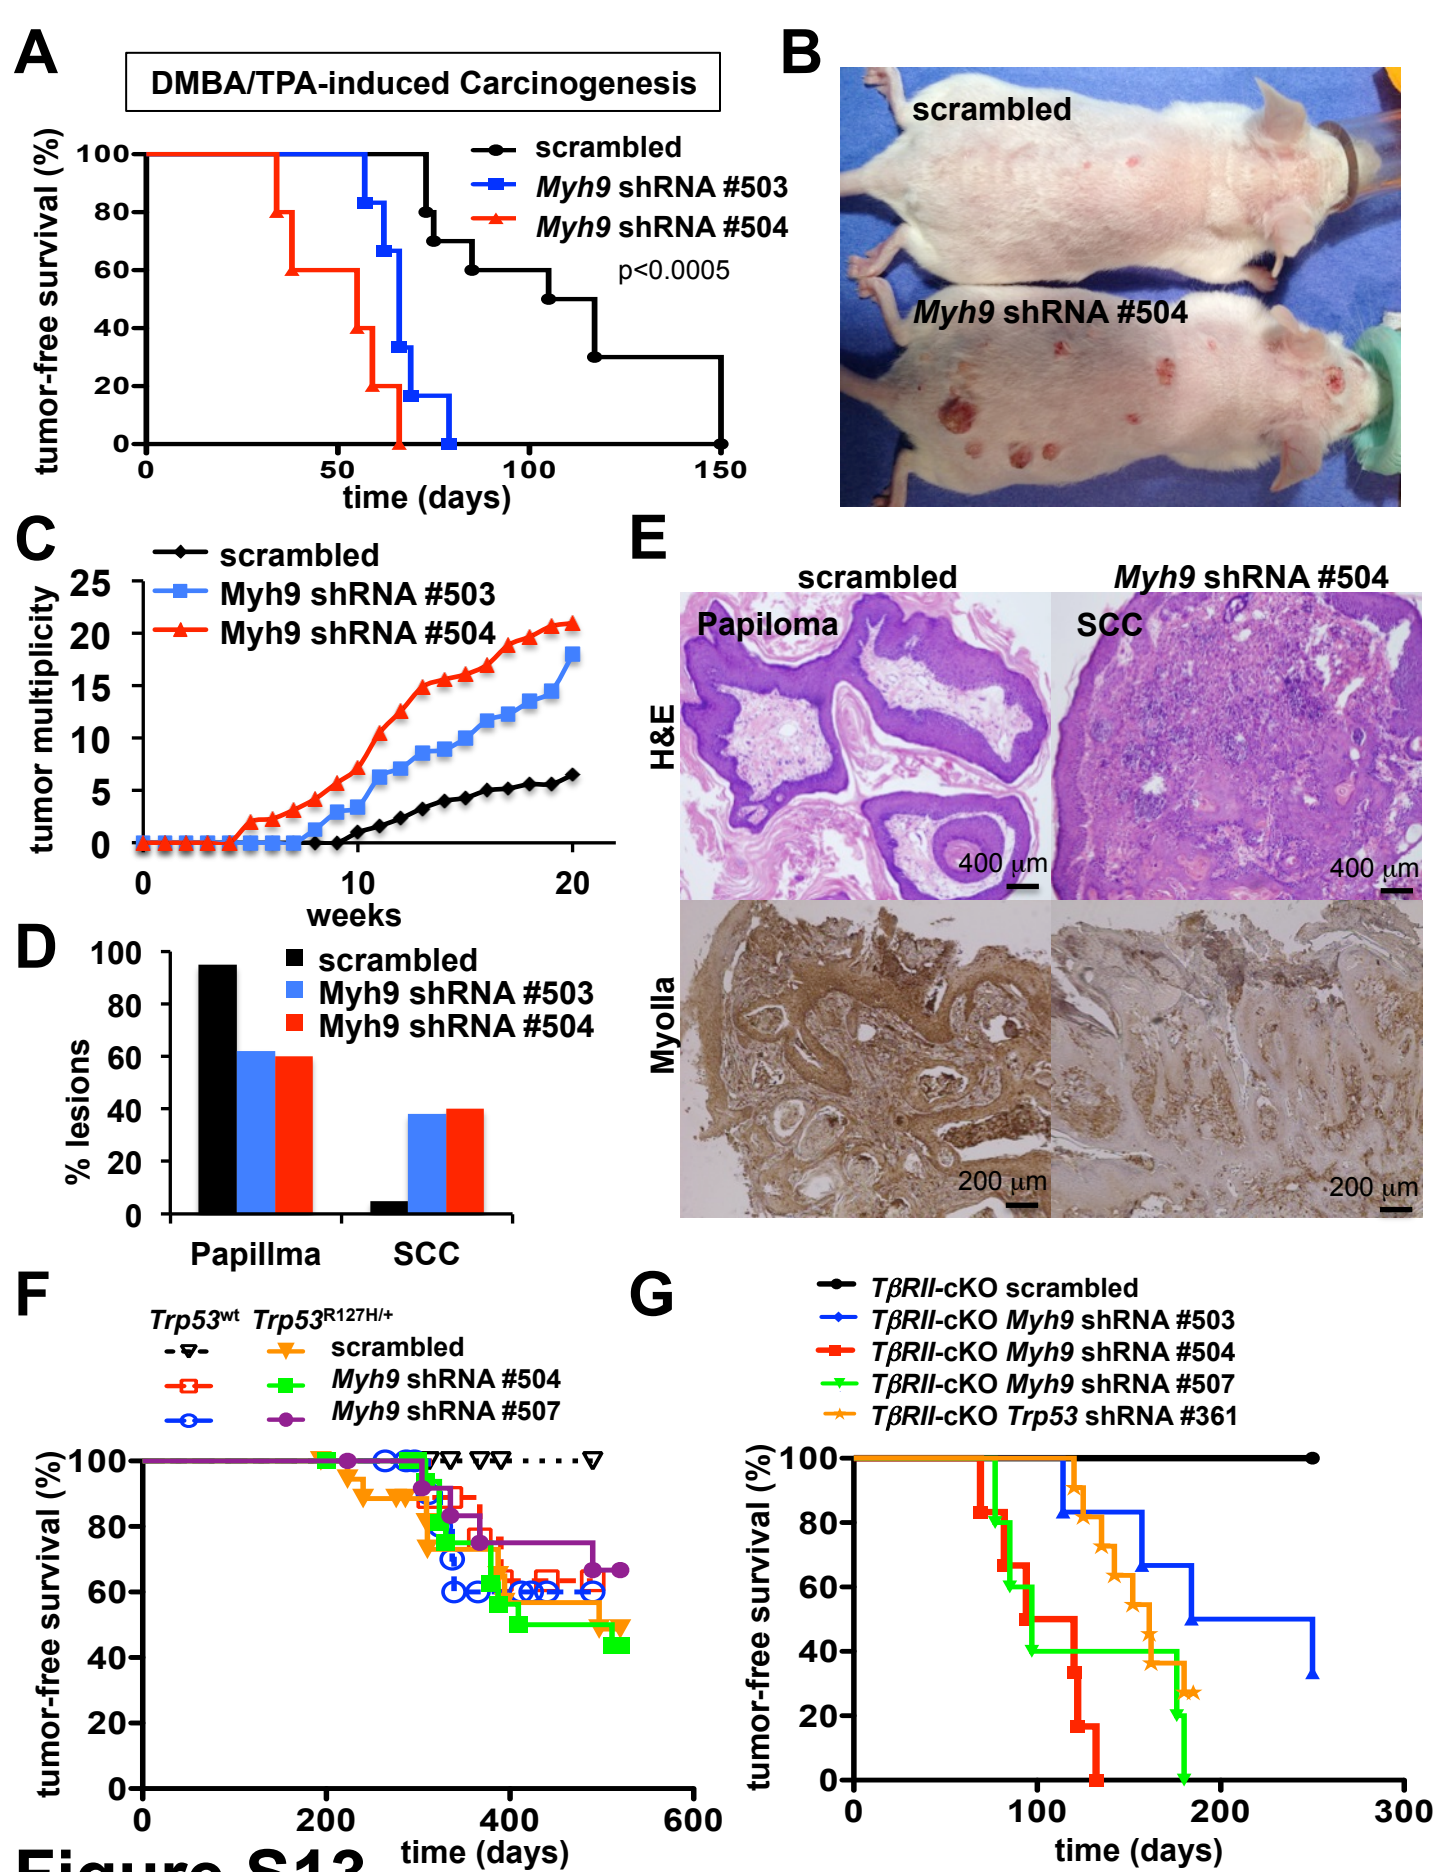 A
DMBA/TPA-induced Carcinogenesis
tumor-free survival (%)
100
80
60
40
20
0
0 50 100 150
time (days)
scrambled
Myh9 shRNA #503
Myh9 shRNA #504
p<0.0005
B
scrambled
Myh9 shRNA #504
C
scrambled
Myh9 shRNA #503
Myh9 shRNA #504
tumor multiplicity
25
20
15
10
5
0
0 10 20
weeks
D
scrambled
Myh9 shRNA #503
Myh9 shRNA #504
% lesions
100
80
60
40
20
0
Papillma SCC
E
scrambled Myh9 shRNA #504
H&E
Papiloma
400 µm
SCC
400 µm
MyoIIa
200 µm
200 µm
F
Trp53wt Trp53R127H/+
scrambled
Myh9 shRNA #504
Myh9 shRNA #507
tumor-free survival (%)
100
80
60
40
20
0
0 200 400 600
time (days)
G
TβRII-cKO scrambled
TβRII-cKO Myh9 shRNA #503
TβRII-cKO Myh9 shRNA #504
TβRII-cKO Myh9 shRNA #507
TβRII-cKO Trp53 shRNA #361
tumor-free survival (%)
100
80
60
40
20
0
0 100 200 300
time (days)
Figure S13